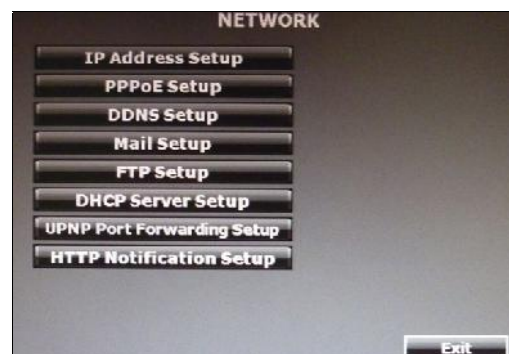 NETWORK
IP Address Setup
PPPoE Setup
DDNS Setup
Mail Setup
FTP Setup
DHCP Server Setup
UPNP Port Forwarding Setup
HTTP Notification Setup
Exit